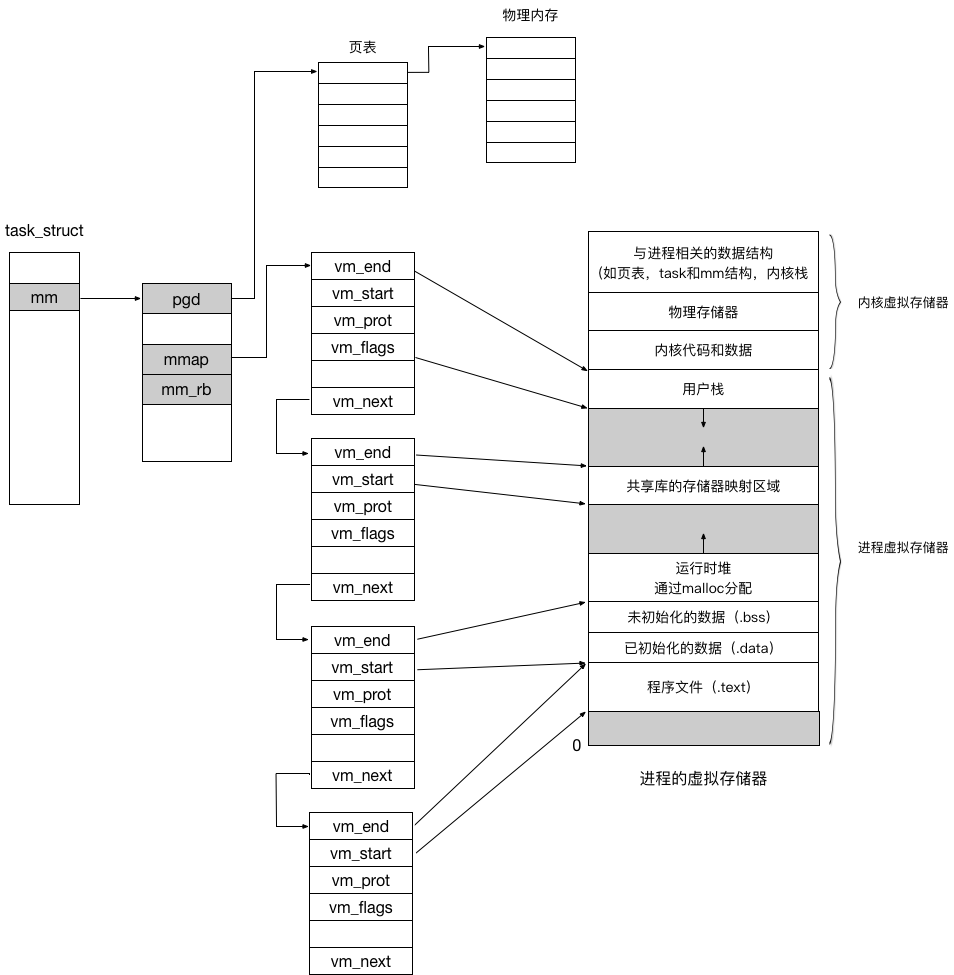 物理内存
页表
task_struct
mm
pgd
mmap
mm_rb
vm_end
vm_start
vm_prot
vm_flags
vm_next
vm_end
vm_start
vm_prot
vm_flags
vm_next
vm_end
vm_start
vm_prot
vm_flags
vm_next
vm_end
vm_start
vm_prot
vm_flags
vm_next
与进程相关的数据结构
（如页表，task和mm结构，内核栈
物理存储器
内核代码和数据
用户栈
共享库的存储器映射区域
运行时堆
通过malloc分配
未初始化的数据（.bss）
已初始化的数据（.data）
程序文件（.text）
0
进程的虚拟存储器
内核虚拟存储器
进程虚拟存储器